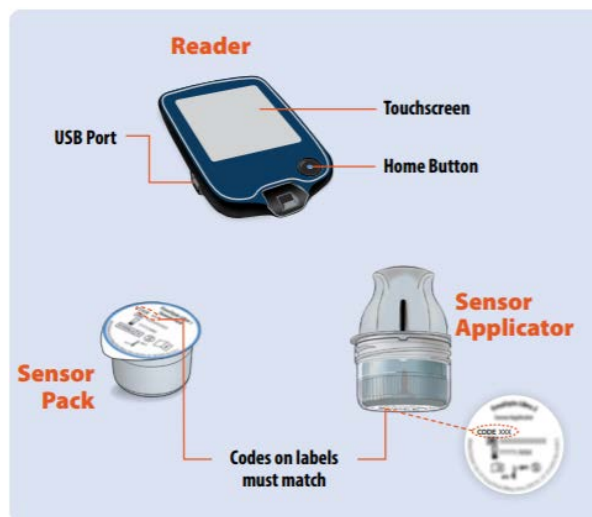 Reader
Touchscreen
USB Port
Home Button
Sensor
Applicator
Sensor
Pack
CODE XXX
Codes on labels
must match